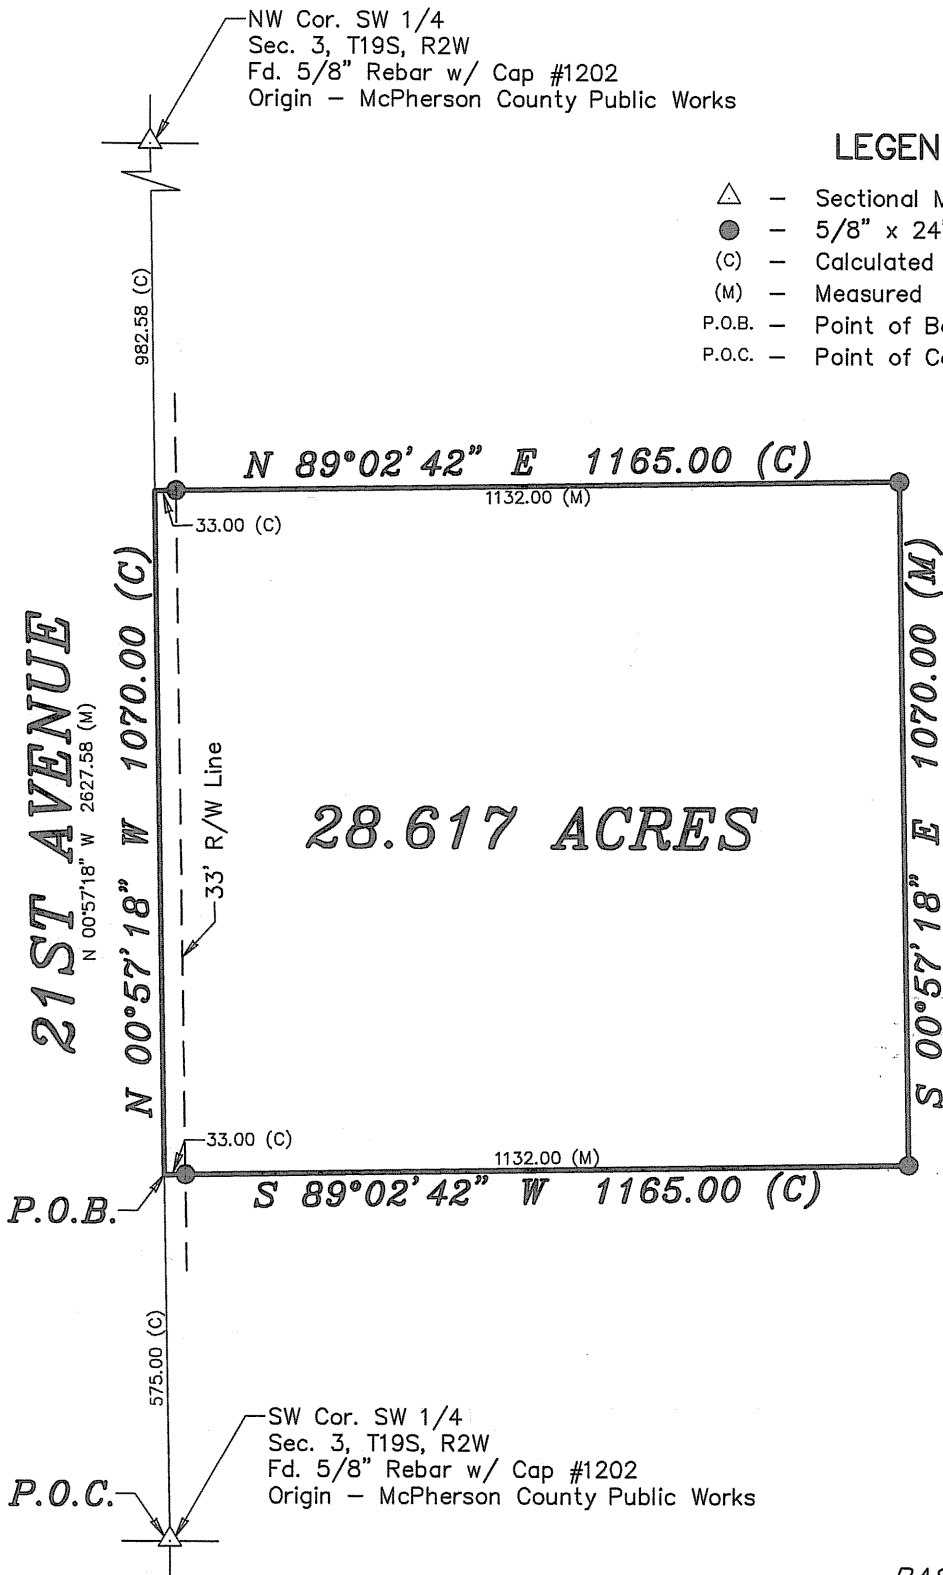 NW Cor. SW 1/4
Sec. 3, T19S, R2W
Fd. 5/8" Rebar w/ Cap #1202
Origin – McPherson County Public Works
LEGEN
△ – Sectional M
● – 5/8" x 24"
(C) – Calculated
(M) – Measured
P.O.B. – Point of Be
P.O.C. – Point of Co
982.58 (C)
N 89°02'42" E 1165.00 (C)
1132.00 (M)
33.00 (C)
21ST AVENUE
N 00°57'18" W 2627.58 (M)
N 00°57'18" W 1070.00 (C)
33' R/W Line
28.617 ACRES
S 00°57'18" E 1070.00 (M)
33.00 (C)
1132.00 (M)
S 89°02'42" W 1165.00 (C)
P.O.B.
575.00 (C)
SW Cor. SW 1/4
Sec. 3, T19S, R2W
Fd. 5/8" Rebar w/ Cap #1202
Origin – McPherson County Public Works
P.O.C.